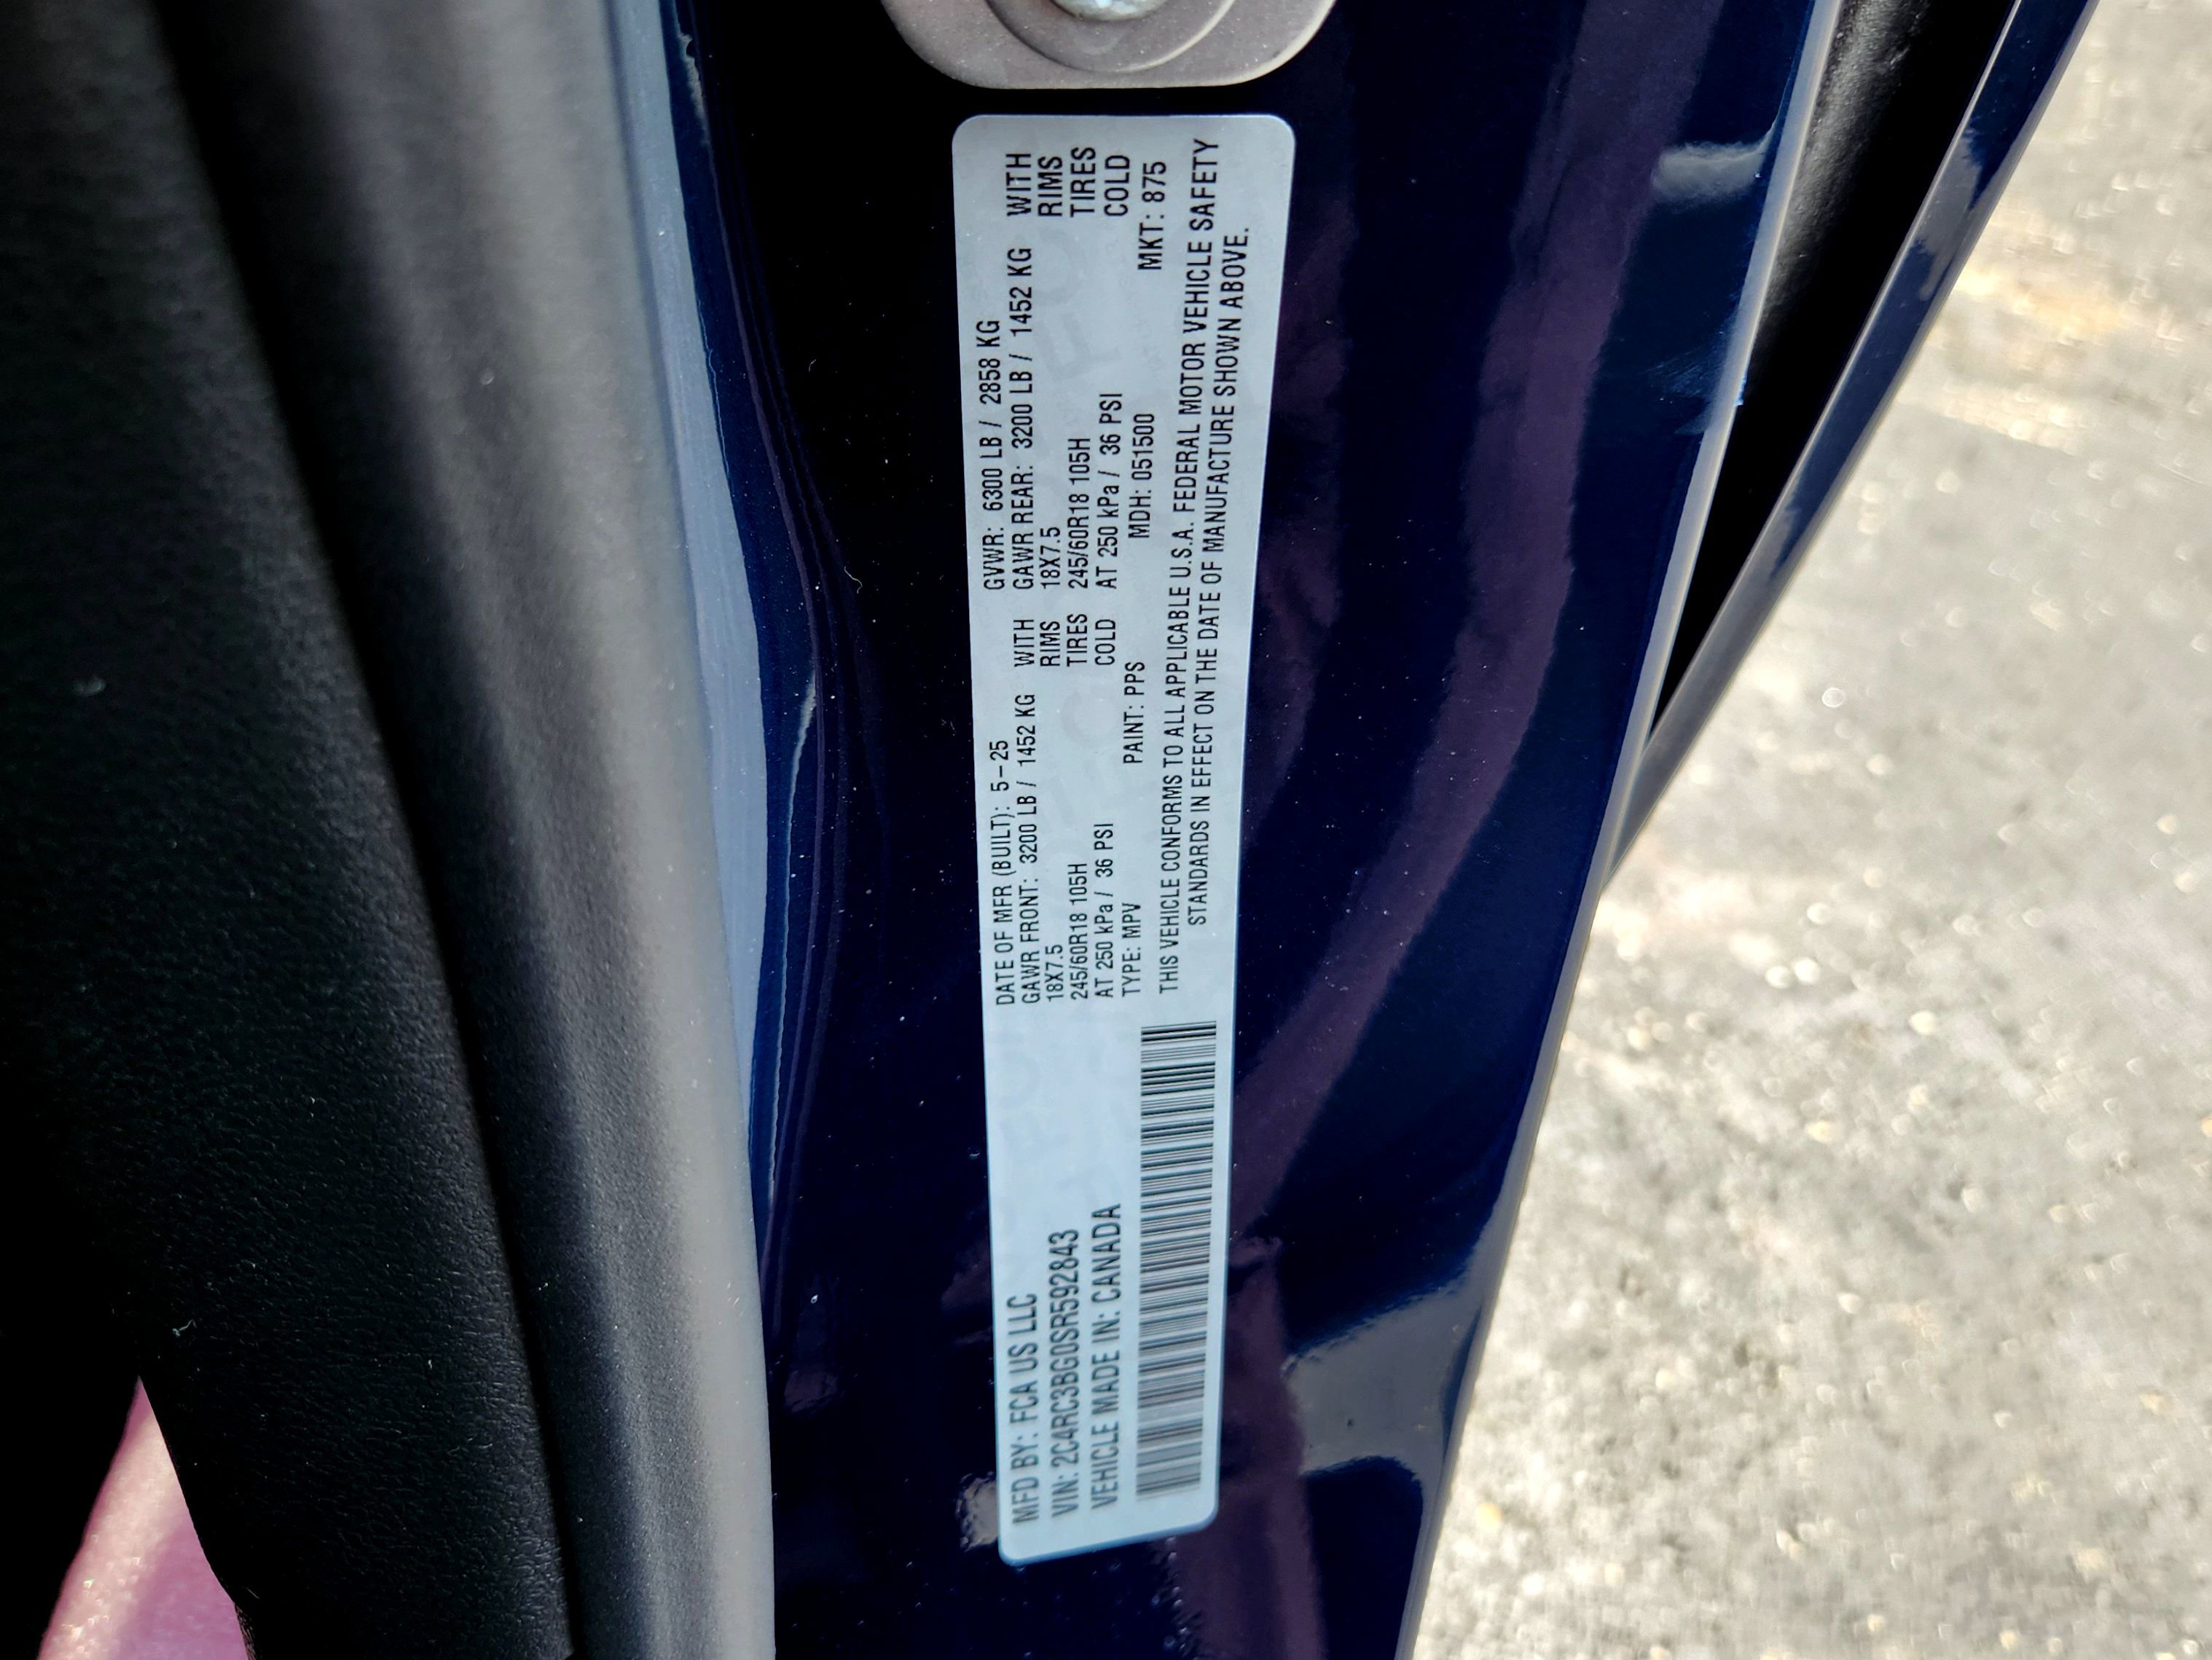 MFD BY: FCA US LLC
VIN: 2C4RC3BG0SR592843
VEHICLE MADE IN: CANADA
DATE OF MFR (BUILT): 5-25 GVWR: 6300 LB / 2858 KG
GAWR FRONT: 3200 LB / 1452 KG WITH GAWR REAR: 3200 LB / 1452 KG WITH
18X7.5 RIMS 18X7.5 RIMS
245/60R18 105H TIRES 245/60R18 105H TIRES
AT 250 kPa / 36 PSI COLD AT 250 kPa / 36 PSI COLD
TYPE: MPV PAINT: PPS MDH: 051500 MKT: 875
THIS VEHICLE CONFORMS TO ALL APPLICABLE U.S.A. FEDERAL MOTOR VEHICLE SAFETY
STANDARDS IN EFFECT ON THE DATE OF MANUFACTURE SHOWN ABOVE.